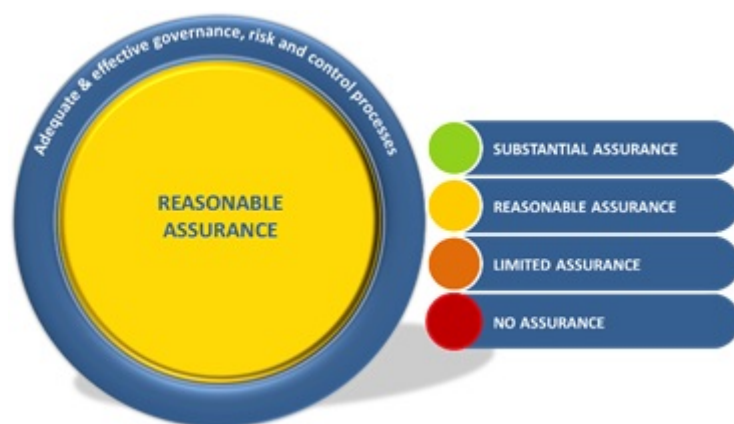 Adequate & effective governance, risk and control processes
REASONABLE
ASSURANCE
SUBSTANTIAL ASSURANCE
REASONABLE ASSURANCE
LIMITED ASSURANCE
NO ASSURANCE